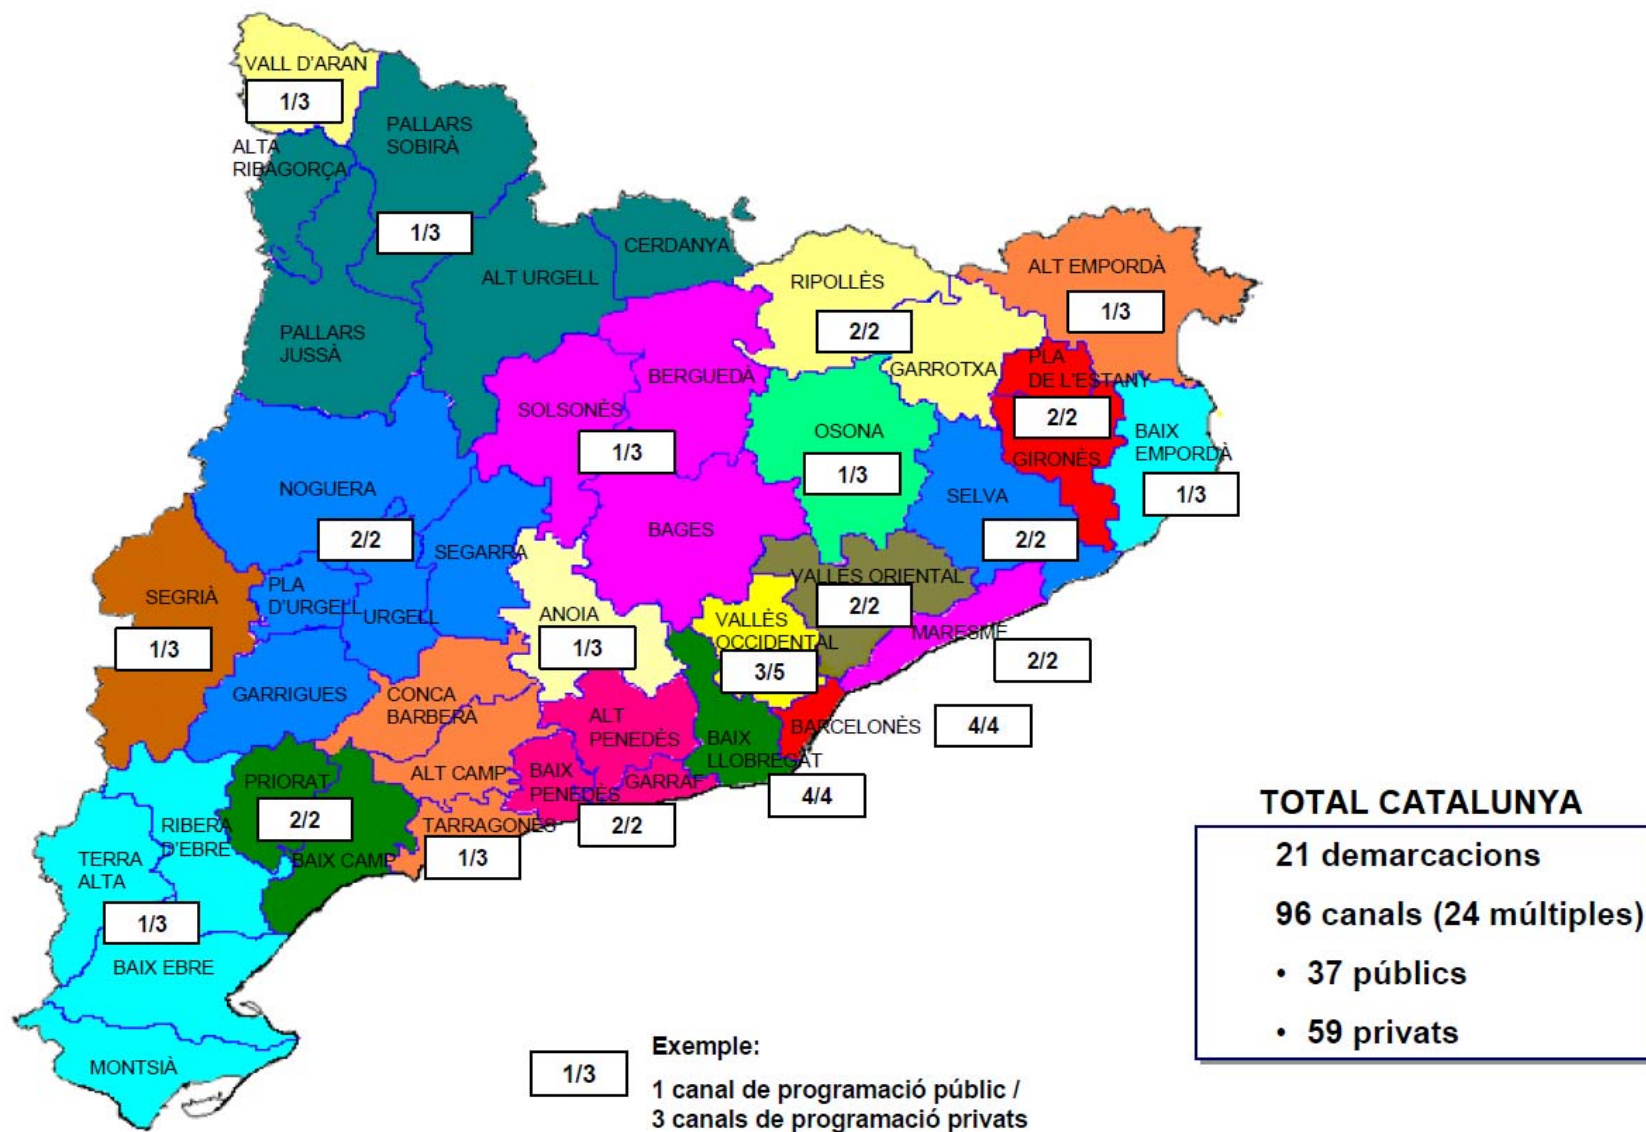 VALL D'ARAN
1/3
PALLARS
SOBIRÀ
ALTA
RIBAGORÇA
1/3
CERDANYA
ALT URGELL
PALLARS
JUSSÀ
RIPOLLÈS
2/2
GARROTXA
ALT EMPORDÀ
1/3
PLA
DE L'ESTANY
2/2
GIRONÈS
BAIX
EMPORDÀ
1/3
BERGUEDÀ
SOLSONÈS
1/3
BAGES
OSONA
1/3
SELVA
2/2
NOGUERA
2/2
SEGARRA
PLA
D'URGELL
URGELL
GARRIGUES
SEGRIÀ
1/3
ANOIA
1/3
VALLÈS ORIENTAL
2/2
VALLÈS
OCCIDENTAL
3/5
MARESME
2/2
BARCELONÈS
4/4
BAIX
LLOBREGAT
4/4
CONCA
BARBERÀ
ALT CAMP
TARRAGONÈS
1/3
ALT
PENEDÈS
BAIX
PENEDÈS
GARRAF
2/2
PRIORAT
2/2
BAIX CAMP
RIBERA
D'EBRE
TERRA
ALTA
1/3
BAIX EBRE
MONTSIÀ
TOTAL CATALUNYA
21 demarcacions
96 canals (24 múltiples)
• 37 públics
• 59 privats
1/3
Exemple:
1 canal de programació públic /
3 canals de programació privats